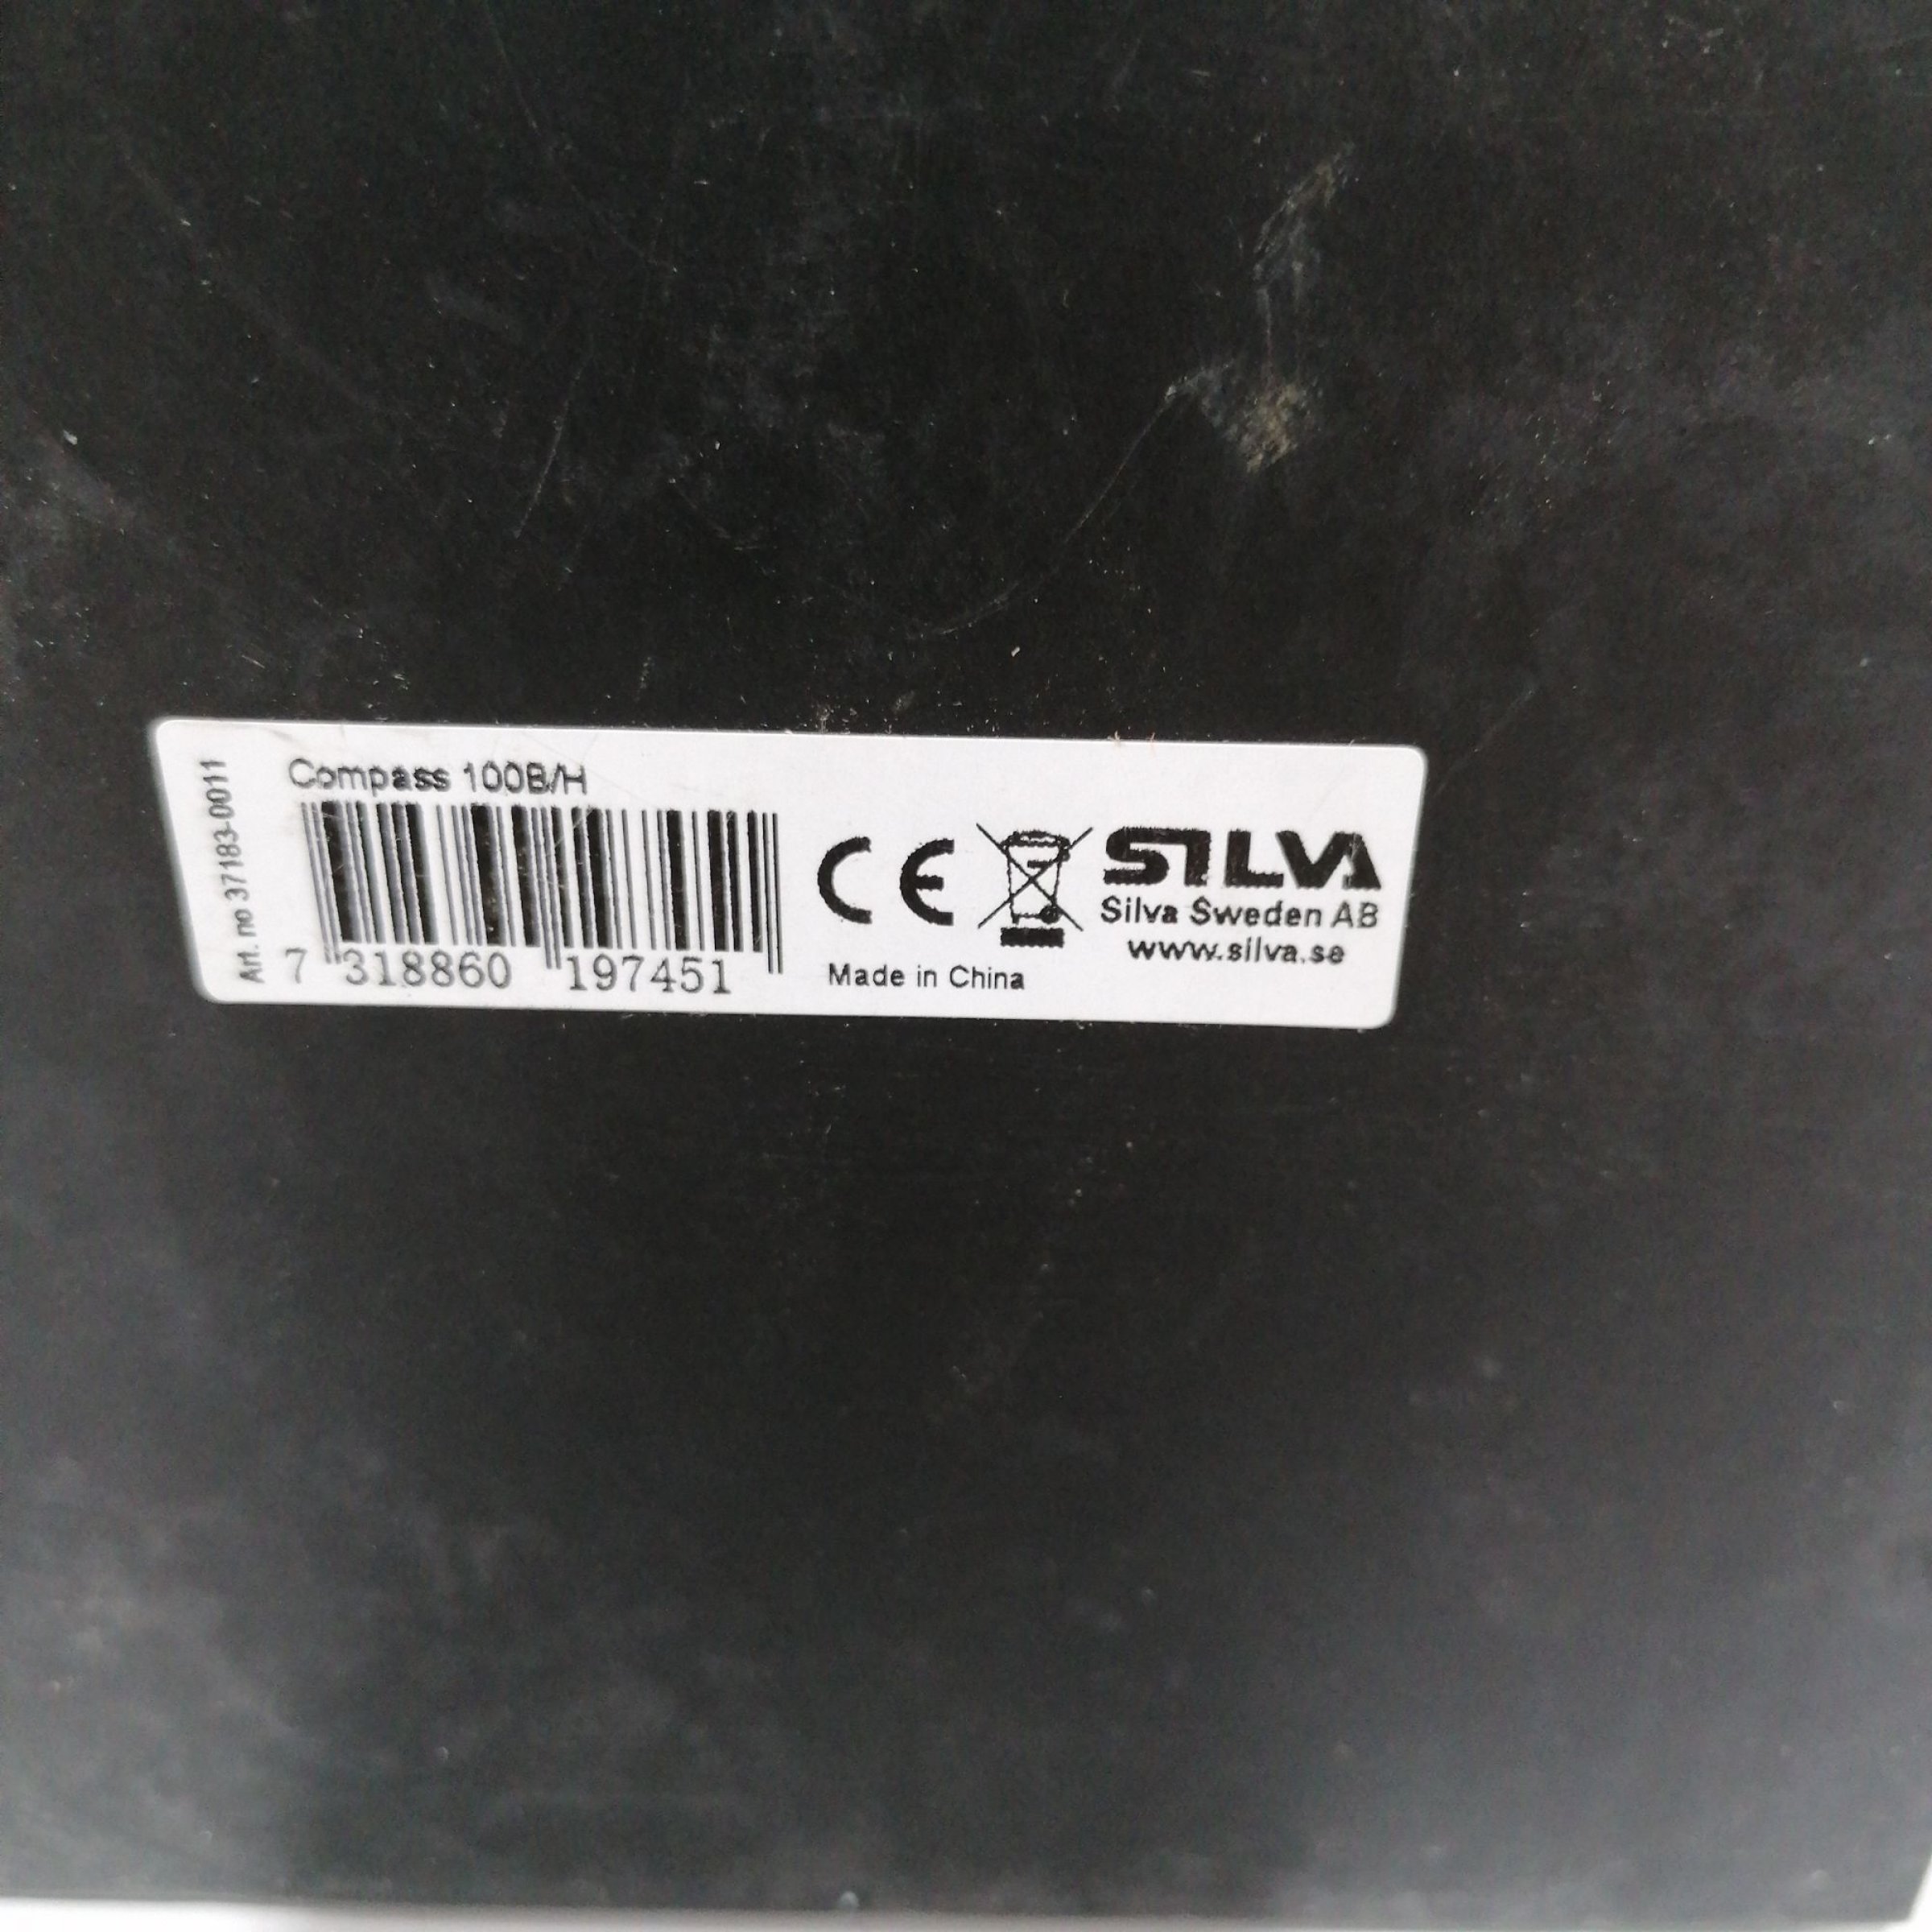 Art. no 37183-0011
Compass 100B/H
7 318860 197451
CE
SILVA
Silva Sweden AB
www.silva.se
Made in China